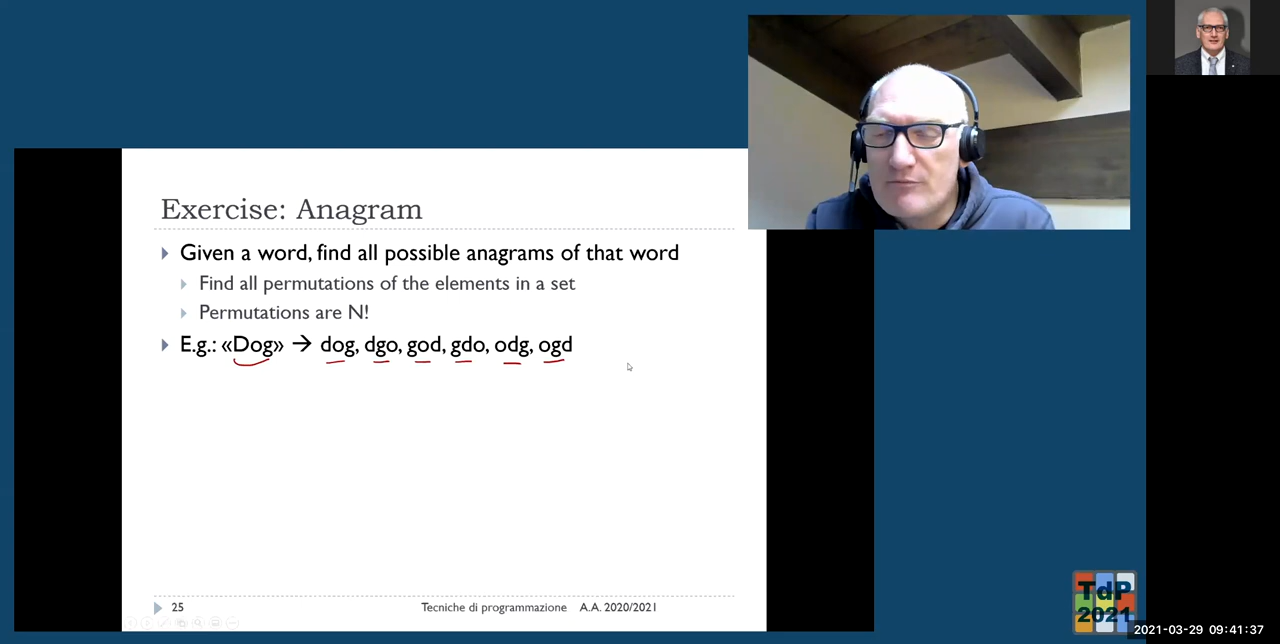 Exercise: Anagram
Given a word, find all possible anagrams of that word
Find all permutations of the elements in a set
Permutations are N!
E.g.: «Dog» → dog, dgo, god, gdo, odg, ogd
25
Tecniche di programmazione A.A. 2020/2021
TdP
2021
2021-03-29 09:41:37